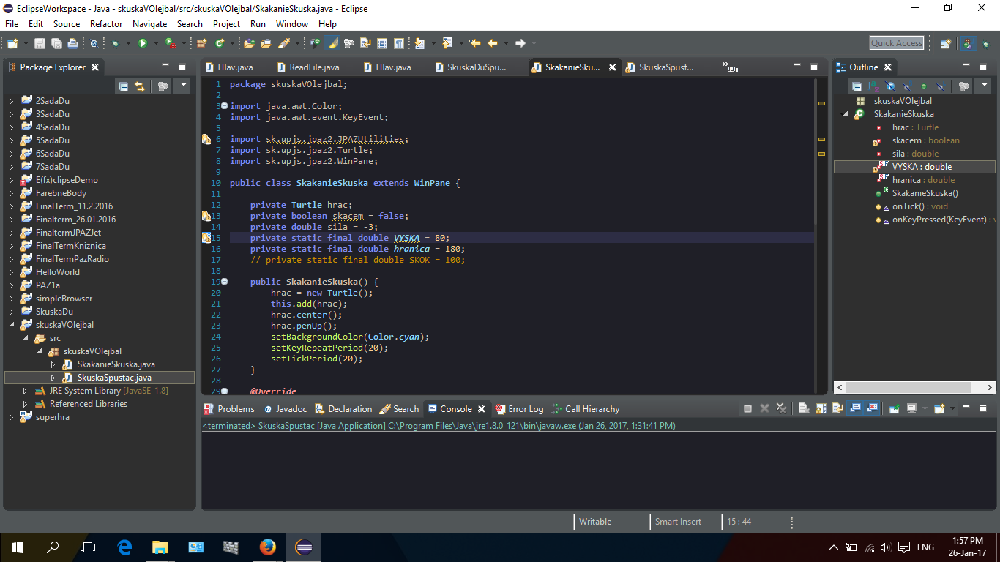 EclipseWorkspace - Java - skuskaVOlejbal/src/skuskaVOlejbal/SkakanieSkuska.java - Eclipse
File Edit Source Refactor Navigate Search Project Run Window Help
Quick Access
Package Explorer
2SadaDu
3SadaDu
4SadaDu
5SadaDu
6SadaDu
7SadaDu
E(fx)clipseDemo
FarebneBody
FinalTerm_11.2.2016
Finalterm_26.01.2016
FinaltermJPAZJet
FinalTermKniznica
FinalTermPazRadio
HelloWorld
PAZ1a
simpleBrowser
SkuskaDu
skuskaVOlejbal
src
skuskaVOlejbal
SkakanieSkuska.java
SkuskaSpustac.java
JRE System Library [JavaSE-1.8]
Referenced Libraries
superhra
Hlav.java ReadFile.java Hlav.java SkuskaDuSpu... SkakanieSku... SkuskaSpust...
1 package skuskaVOlejbal;
2
3 import java.awt.Color;
4 import java.awt.event.KeyEvent;
5
6 import sk.upjs.jpaz2.JPAZUtilities;
7 import sk.upjs.jpaz2.Turtle;
8 import sk.upjs.jpaz2.WinPane;
9
10 public class SkakanieSkuska extends WinPane {
11
12 private Turtle hrac;
13 private boolean skacem = false;
14 private double sila = -3;
15 private static final double VYSKA = 80;
16 private static final double hranica = 180;
17 // private static final double SKOK = 100;
18
19 public SkakanieSkuska() {
20 hrac = new Turtle();
21 this.add(hrac);
22 hrac.center();
23 hrac.penUp();
24 setBackgroundColor(Color.cyan);
25 setKeyRepeatPeriod(20);
26 setTickPeriod(20);
27 }
28
29 @Override
Outline
skuskaVOlejbal
SkakanieSkuska
hrac : Turtle
skacem : boolean
sila : double
VYSKA : double
hranica : double
SkakanieSkuska()
onTick() : void
onKeyPressed(KeyEvent) : v
Problems Javadoc Declaration Search Console Error Log Call Hierarchy
<terminated> SkuskaSpustac [Java Application] C:\Program Files\Java\jre1.8.0_121\bin\javaw.exe (Jan 26, 2017, 1:31:41 PM)
Writable Smart Insert 15 : 44
ENG
1:57 PM
26-Jan-17